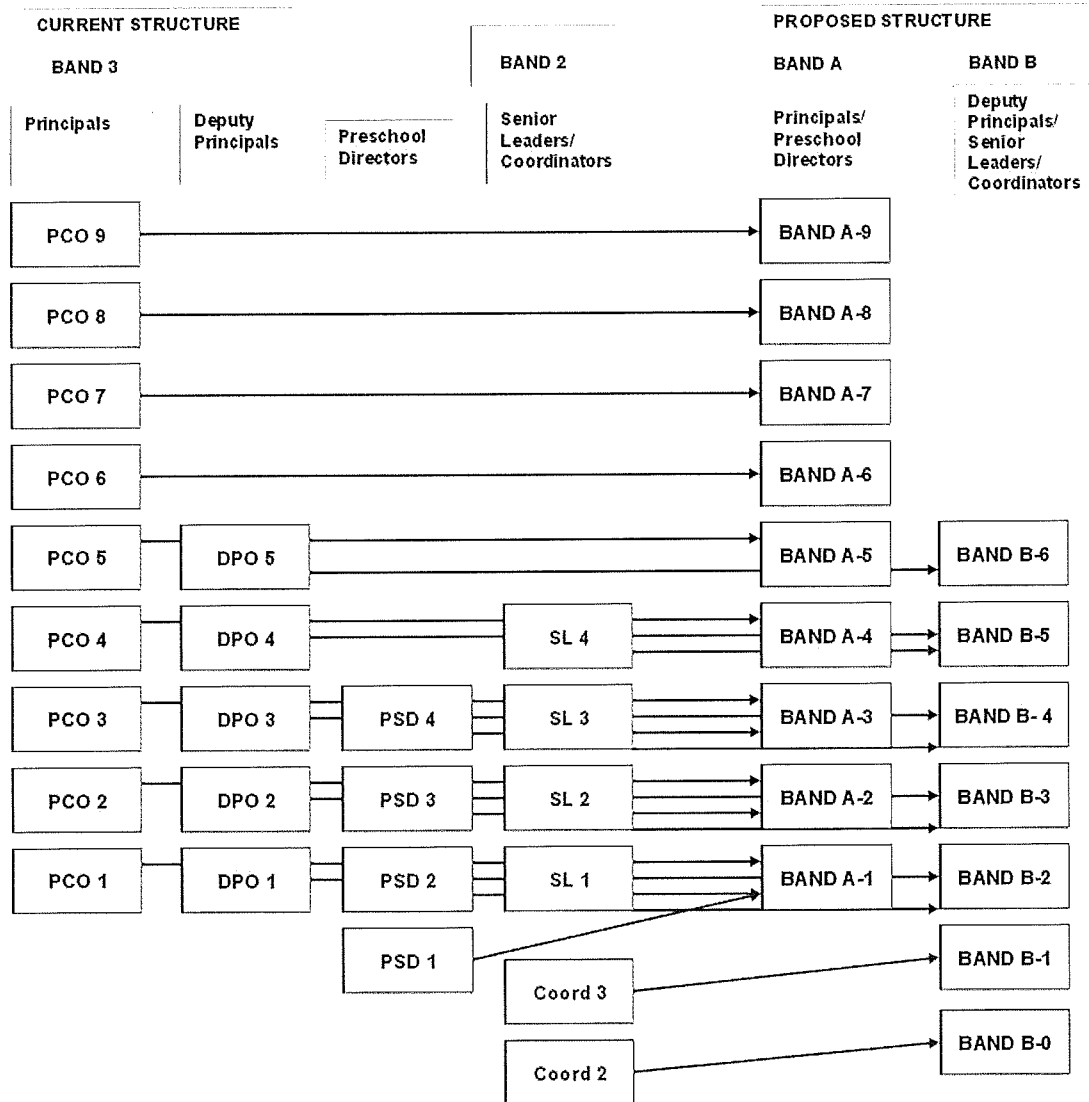 CURRENT STRUCTURE
PROPOSED STRUCTURE
BAND 3
BAND 2
BAND A
BAND B
Principals
Deputy
Principals
Preschool
Directors
Senior
Leaders/
Coordinators
Principals/
Preschool
Directors
Deputy
Principals/
Senior
Leaders/
Coordinators
PCO 9
BAND A-9
PCO 8
BAND A-8
PCO 7
BAND A-7
PCO 6
BAND A-6
PCO 5
DPO 5
BAND A-5
BAND B-6
PCO 4
DPO 4
SL 4
BAND A-4
BAND B-5
PCO 3
DPO 3
PSD 4
SL 3
BAND A-3
BAND B- 4
PCO 2
DPO 2
PSD 3
SL 2
BAND A-2
BAND B-3
PCO 1
DPO 1
PSD 2
SL 1
BAND A-1
BAND B-2
PSD 1
BAND B-1
Coord 3
BAND B-0
Coord 2